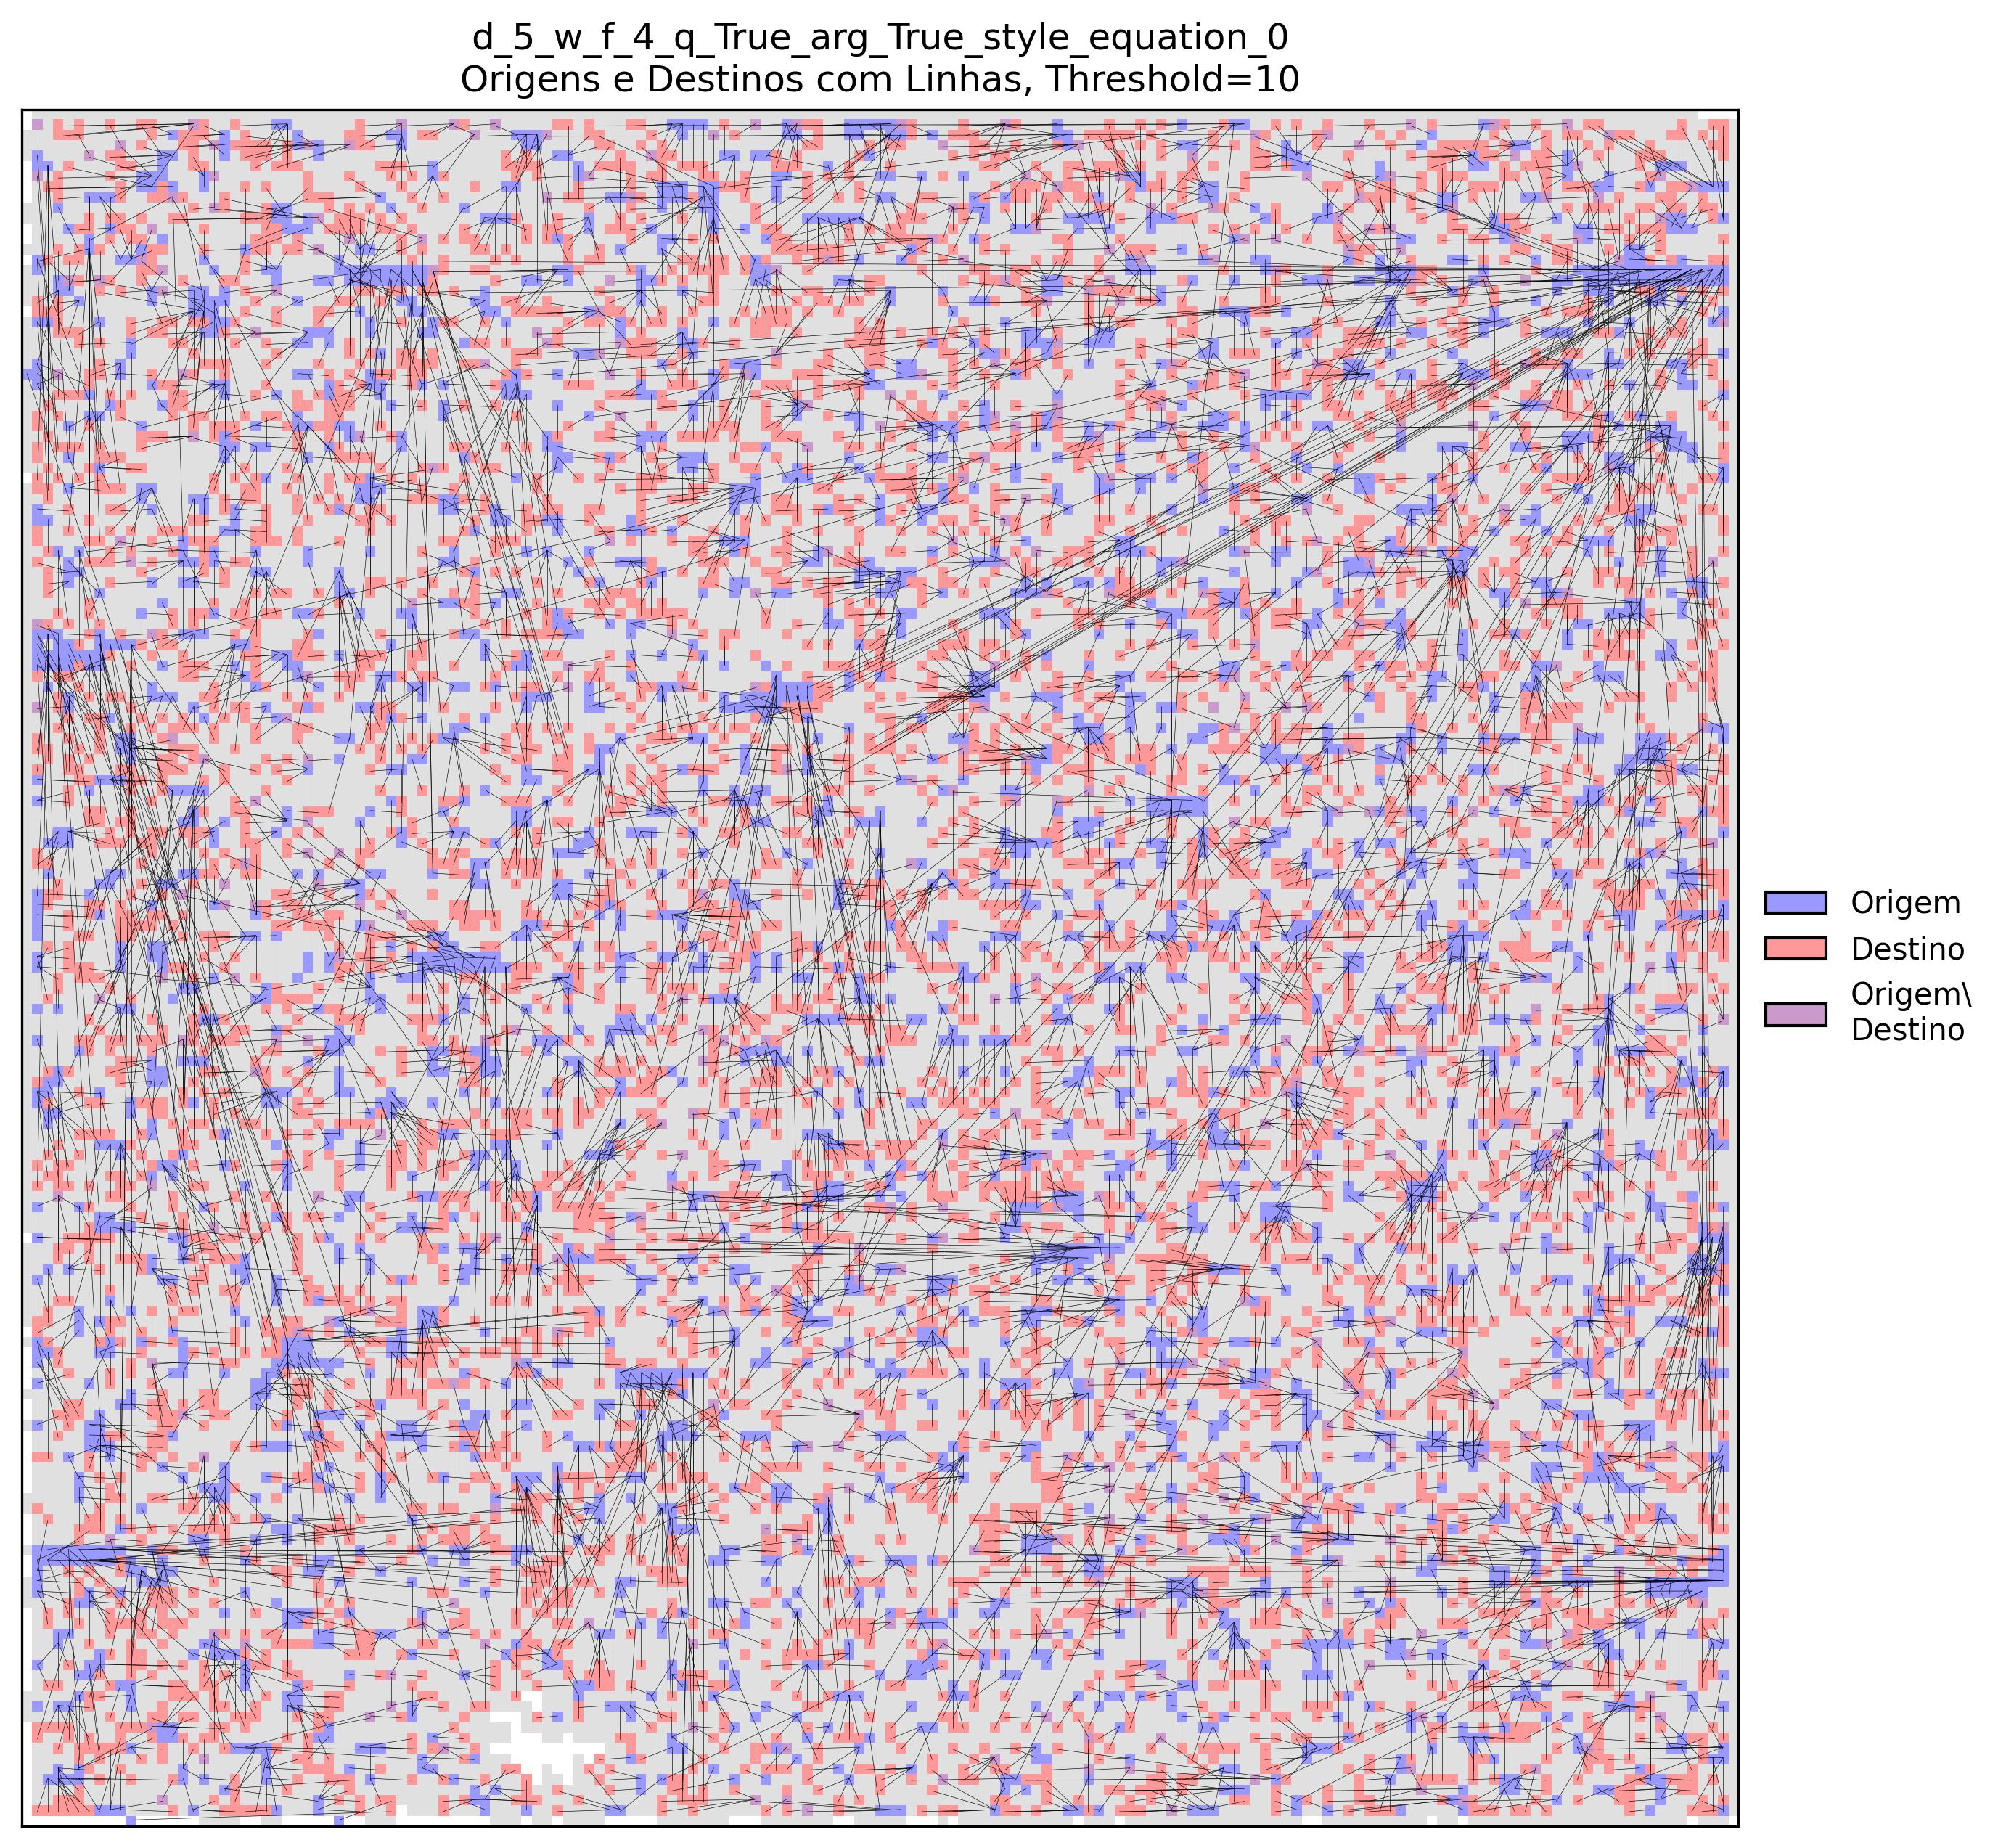 d_5_w_f_4_q_True_arg_True_style_equation_0
Origens e Destinos com Linhas, Threshold=10
Origem
Destino
Origem\
Destino